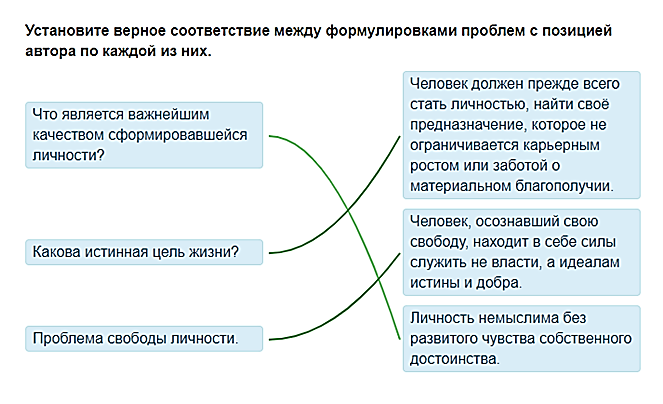 Установите верное соответствие между формулировками проблем с позицией
автора по каждой из них.
Что является важнейшим
качеством сформировавшейся
личности?
Какова истинная цель жизни?
Проблема свободы личности.
Человек должен прежде всего
стать личностью, найти своё
предназначение, которое не
ограничивается карьерным
ростом или заботой о
материальном благополучии.
Человек, осознавший свою
свободу, находит в себе силы
служить не власти, а идеалам
истины и добра.
Личность немыслима без
развитого чувства собственного
достоинства.